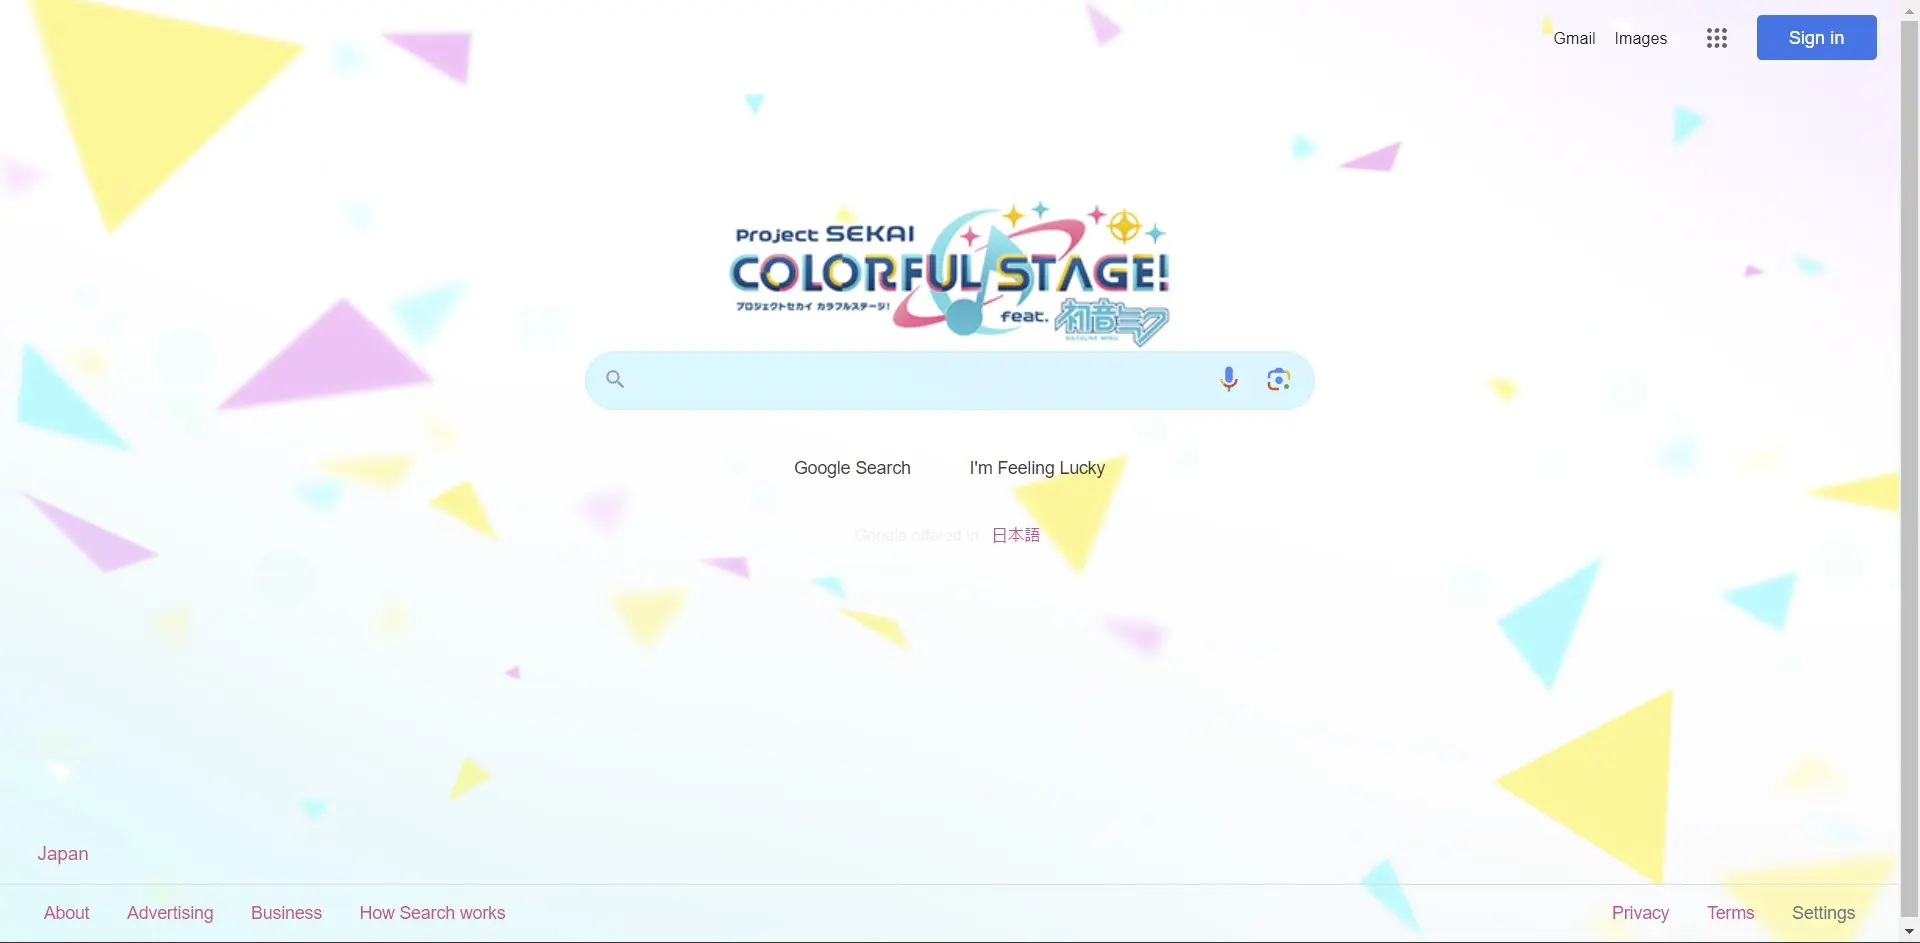 Gmail Images Sign in
Project SEKAI
COLORFUL STAGE!
プロジェクトセカイ カラフルステージ!
feat. 初音ミク
HATSUNE MIKU
Google Search I'm Feeling Lucky
Google offered in 日本語
Japan
About Advertising Business How Search works Privacy Terms Settings